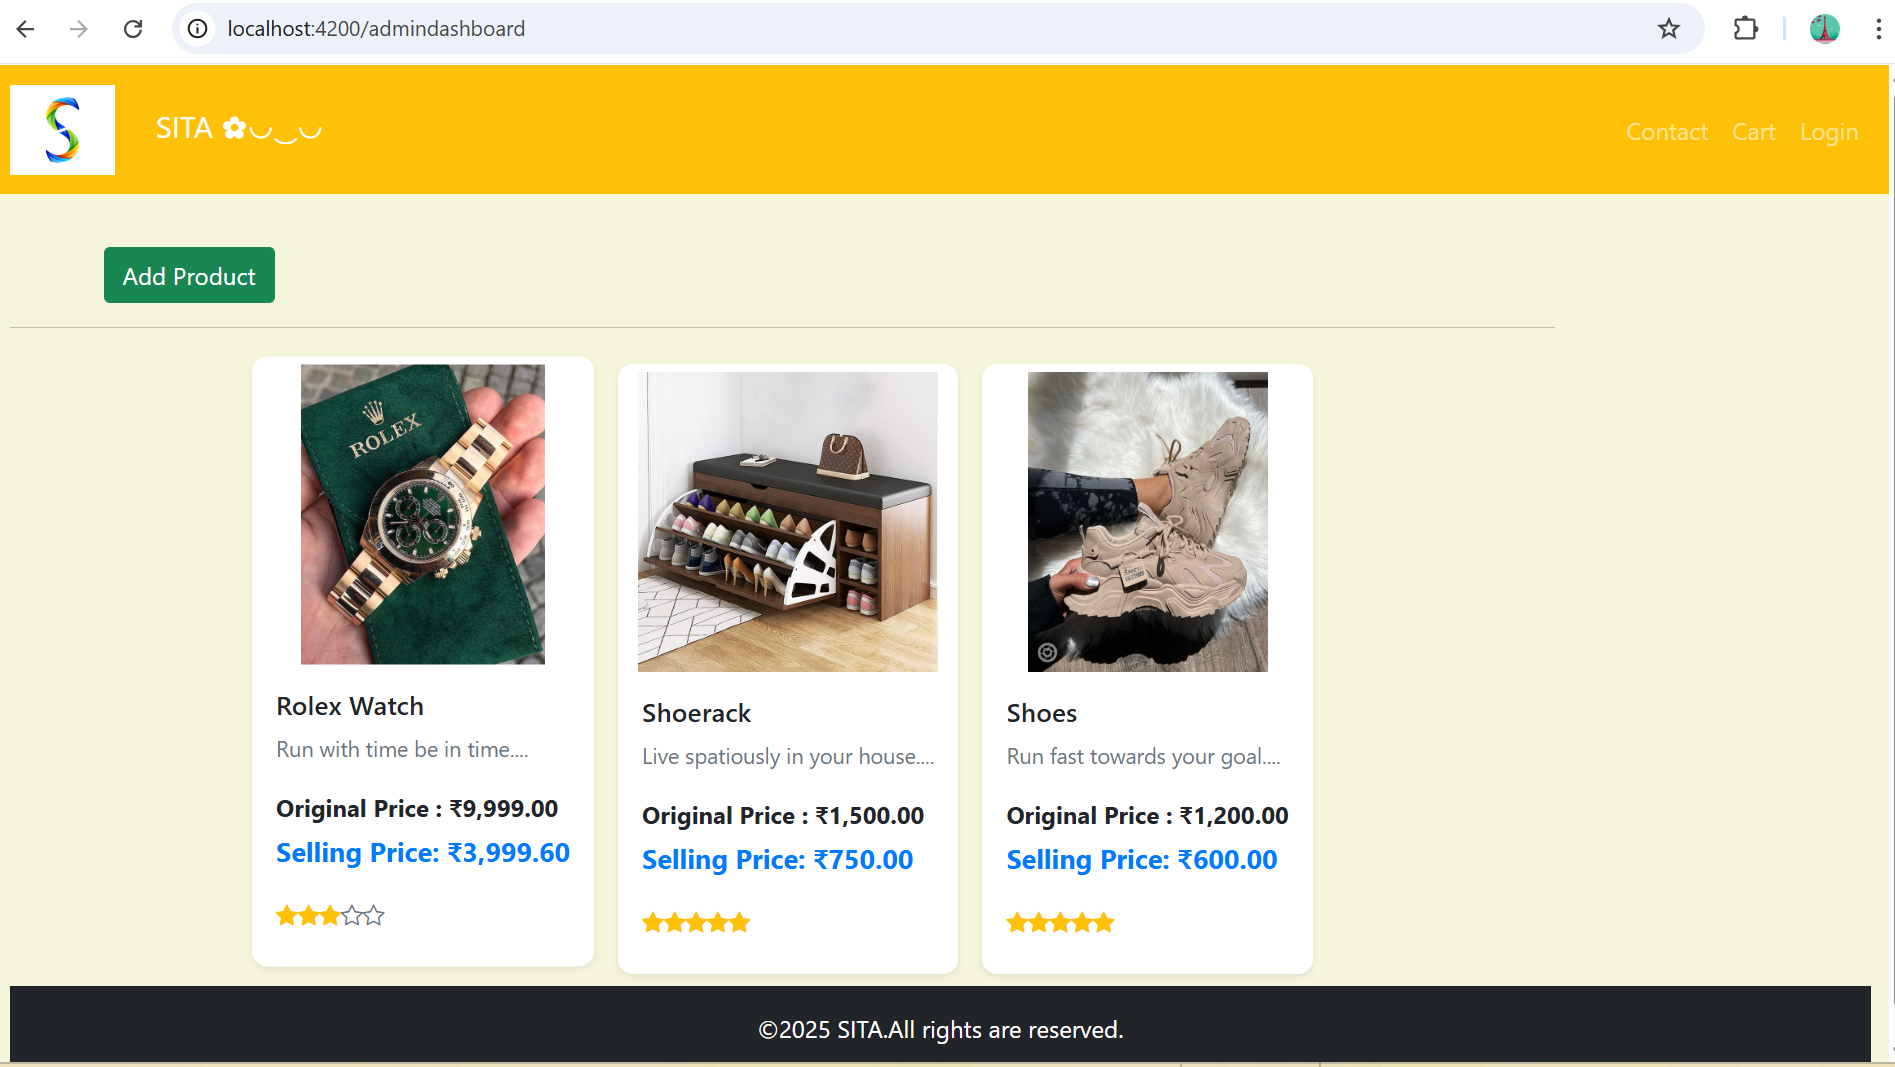 localhost:4200/admindashboard
SITA ✿◡‿◡
Contact Cart Login
Add Product
ROLEX
Rolex Watch
Run with time be in time....
Original Price : ₹9,999.00
Selling Price: ₹3,999.60
Shoerack
Live spatiously in your house....
Original Price : ₹1,500.00
Selling Price: ₹750.00
Shoes
Run fast towards your goal....
Original Price : ₹1,200.00
Selling Price: ₹600.00
©2025 SITA.All rights are reserved.